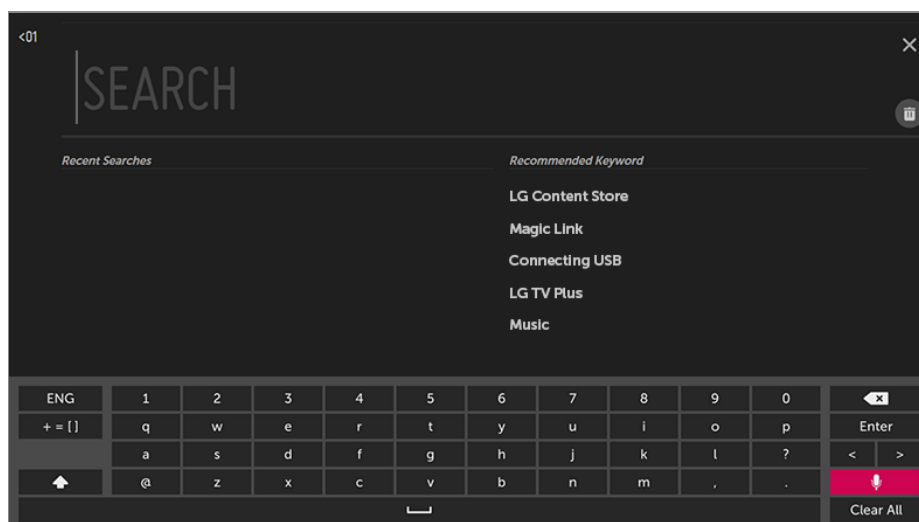 <01
SEARCH
Recent Searches
Recommended Keyword
LG Content Store
Magic Link
Connecting USB
LG TV Plus
Music
ENG 1 2 3 4 5 6 7 8 9 0
+ = [ ] q w e r t y u i o p Enter
a s d f g h j k l ? < >
@ z x c v b n m , .
Clear All